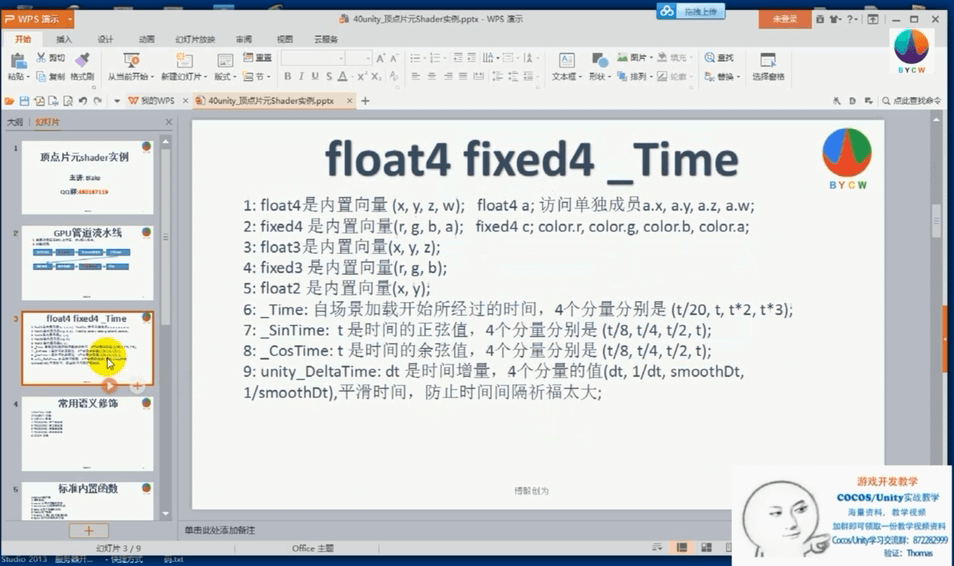 WPS 演示
40unity_顶点片元Shader实例.pptx - WPS 演示
拖拽上传
未登录
开始 插入 设计 动画 幻灯片放映 审阅 视图 云服务
粘贴 剪切 复制 格式刷 从当前开始 新建幻灯片 版式 重置 节
B I U S A
文本框 形状 图片 排列 填充 轮廓 查找 替换 选择窗格
BYCW
我的WPS 40unity_顶点片元Shader实例.pptx 点此查找命令
大纲 幻灯片
1
顶点片元shader实例
主讲: Blake
2
GPU管道流水线
3
float4 fixed4 _Time
4
常用语义修饰
5
标准内置函数
float4 fixed4 _Time
BYCW
1: float4是内置向量 (x, y, z, w); float4 a; 访问单独成员a.x, a.y, a.z, a.w;
2: fixed4 是内置向量(r, g, b, a); fixed4 c; color.r, color.g, color.b, color.a;
3: float3是内置向量(x, y, z);
4: fixed3 是内置向量(r, g, b);
5: float2 是内置向量(x, y);
6: _Time: 自场景加载开始所经过的时间，4个分量分别是 (t/20, t, t*2, t*3);
7: _SinTime: t 是时间的正弦值，4个分量分别是 (t/8, t/4, t/2, t);
8: _CosTime: t 是时间的余弦值，4个分量分别是 (t/8, t/4, t/2, t);
9: unity_DeltaTime: dt 是时间增量，4个分量的值(dt, 1/dt, smoothDt,
1/smoothDt),平滑时间，防止时间间隔祈福太大;
博毅创为
单击此处添加备注
幻灯片 3 / 9
Office 主题
游戏开发教学
COCOS/Unity实战教学
海量资料，教学视频
加群即可领取一份教学视频资料
Cocos/Unity学习交流群：872282999
验证：Thomas